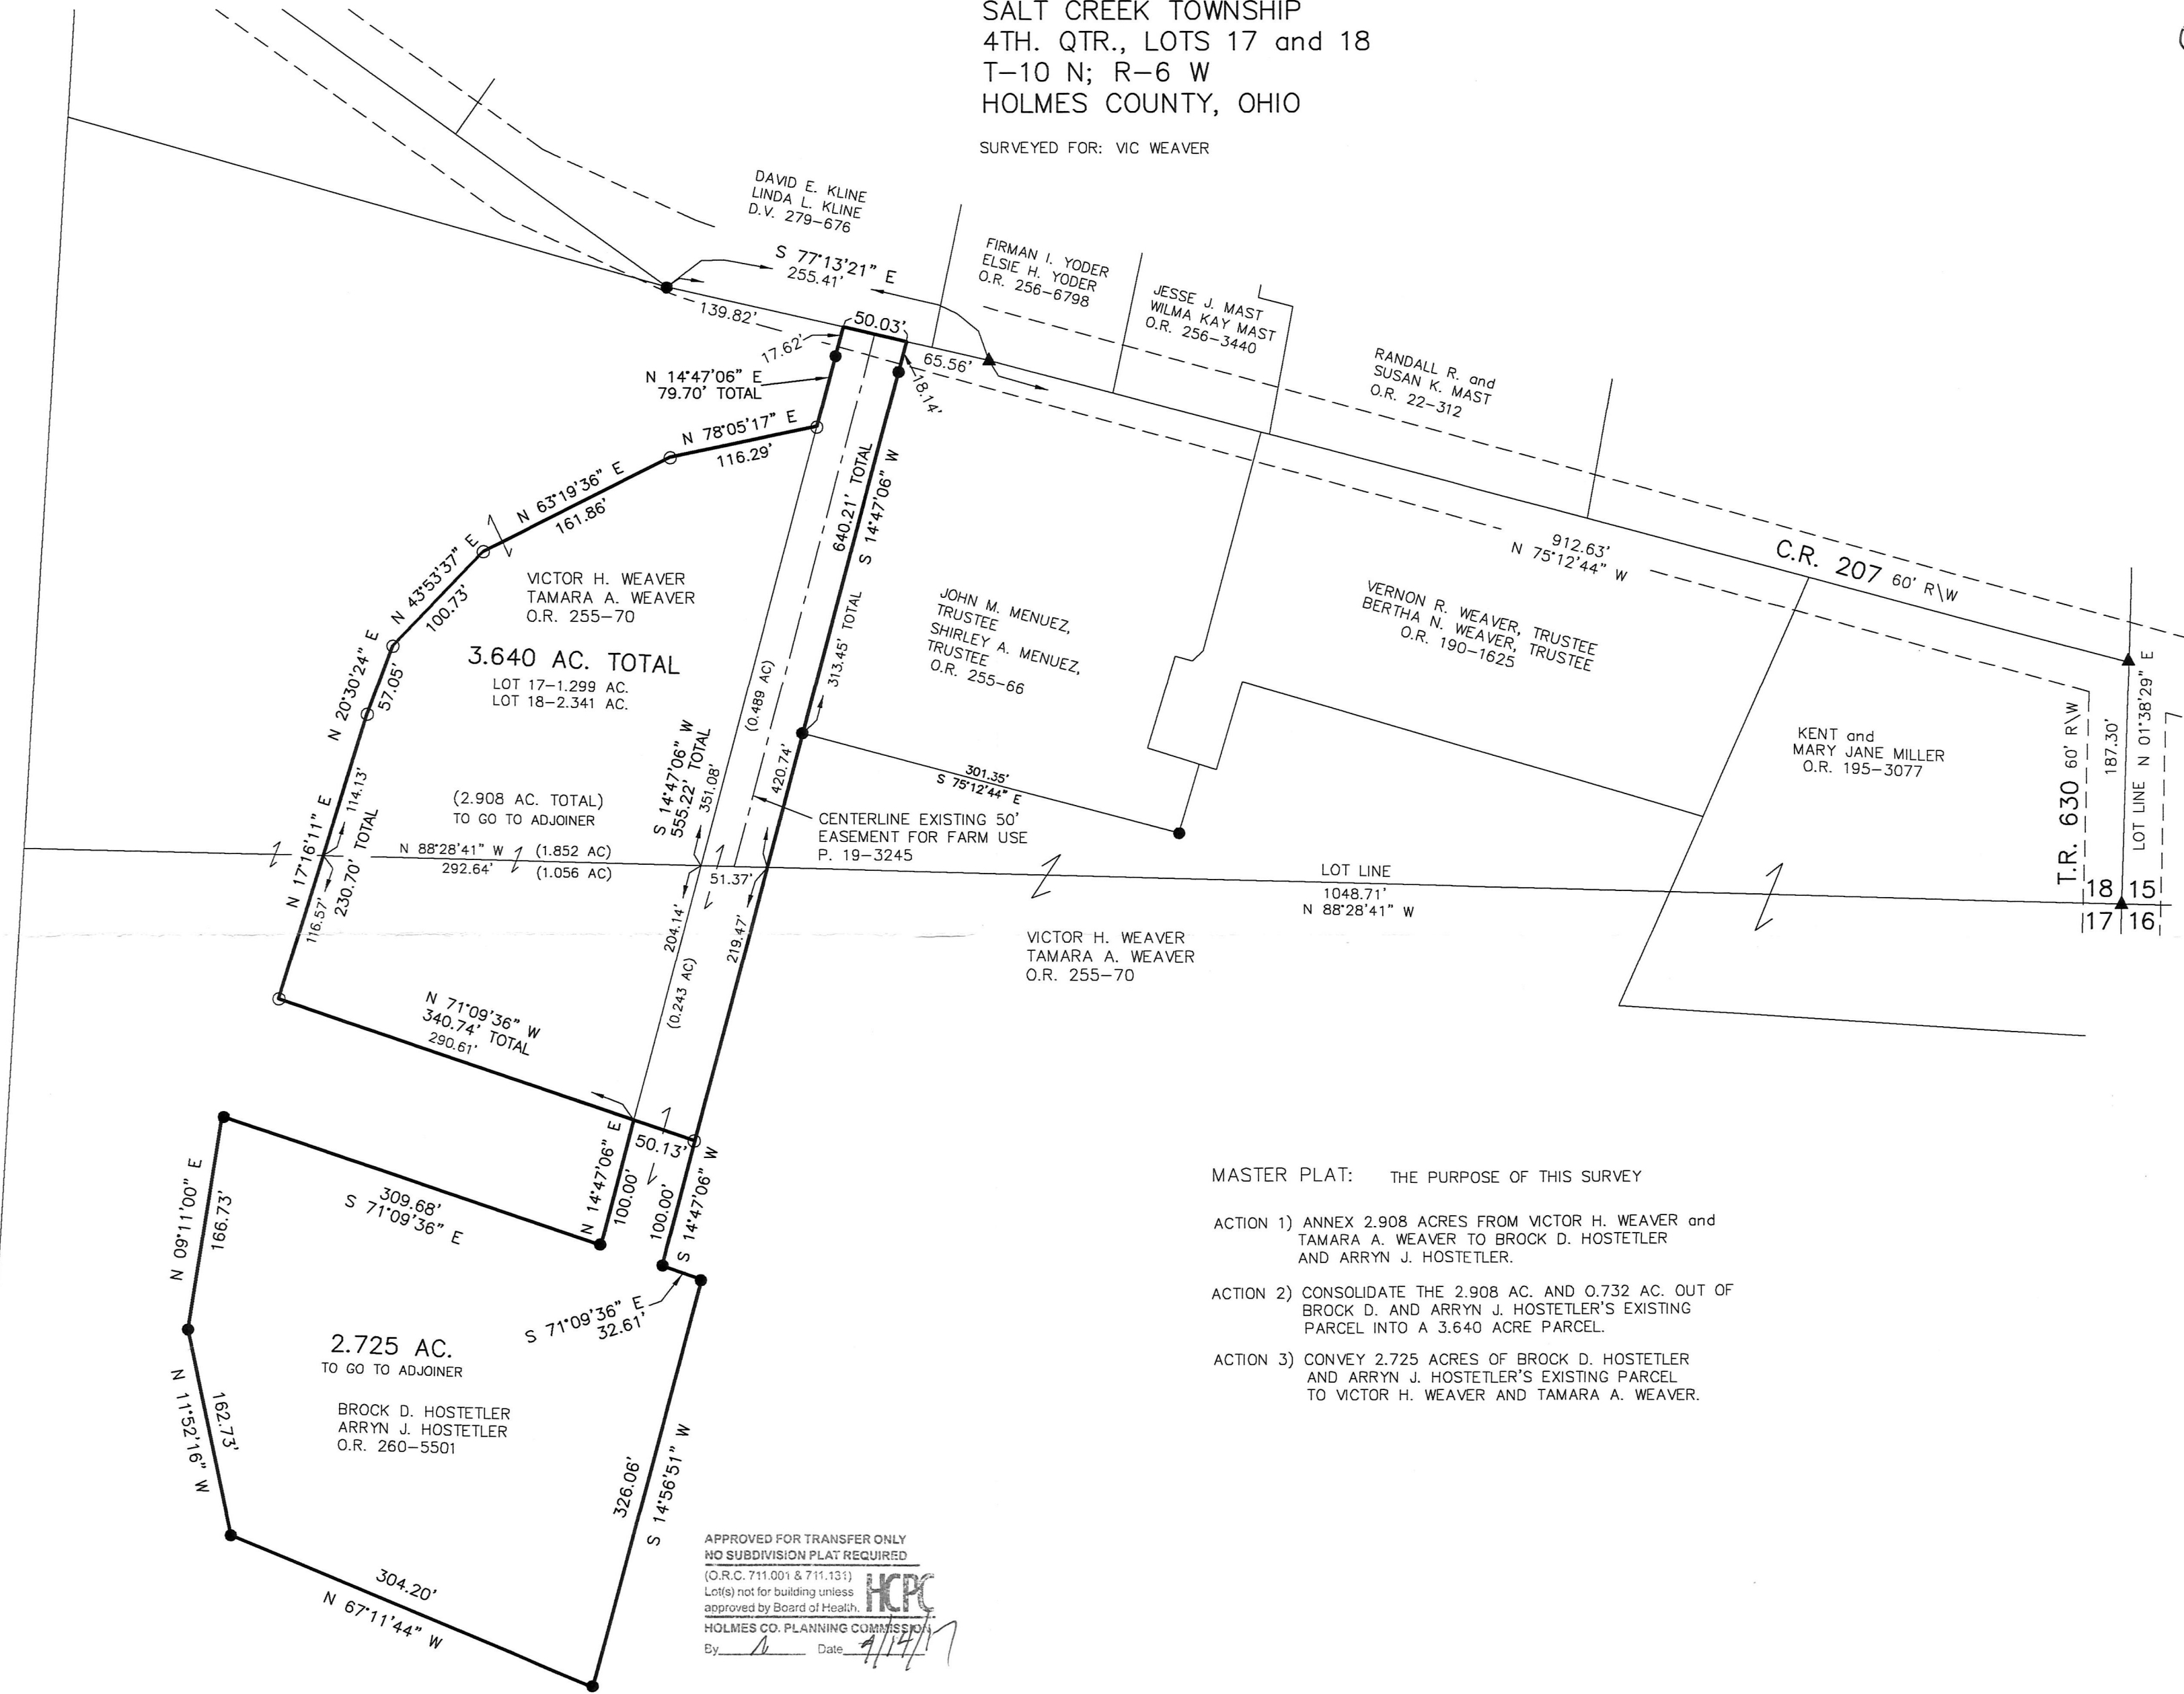 SALT CREEK TOWNSHIP
4TH. QTR., LOTS 17 and 18
T-10 N; R-6 W
HOLMES COUNTY, OHIO
SURVEYED FOR: VIC WEAVER
DAVID E. KLINE
LINDA L. KLINE
D.V. 279-676
S 77°13'21" E
255.41'
FIRMAN I. YODER
ELSIE H. YODER
O.R. 256-6798
JESSE J. MAST
WILMA KAY MAST
O.R. 256-3440
RANDALL R. and
SUSAN K. MAST
O.R. 22-312
139.82'
50.03'
17.62'
65.56'
18.14'
N 14°47'06" E
79.70' TOTAL
N 78°05'17" E
116.29'
N 63°19'36" E
161.86'
N 43°53'37" E
100.73'
N 20°30'24" E
57.05'
N 17°16'11" E
114.13'
230.70' TOTAL
116.57'
VICTOR H. WEAVER
TAMARA A. WEAVER
O.R. 255-70
3.640 AC. TOTAL
LOT 17-1.299 AC.
LOT 18-2.341 AC.
(2.908 AC. TOTAL)
TO GO TO ADJOINER
N 88°28'41" W
292.64'
(1.852 AC)
(1.056 AC)
S 14°47'06" W
555.22' TOTAL
351.08'
(0.489 AC)
640.21' TOTAL
S 14°47'06" W
313.45' TOTAL
420.74'
51.37'
204.14'
219.47'
(0.243 AC)
CENTERLINE EXISTING 50'
EASEMENT FOR FARM USE
P. 19-3245
JOHN M. MENUEZ,
TRUSTEE
SHIRLEY A. MENUEZ,
TRUSTEE
O.R. 255-66
301.35'
S 75°12'44" E
912.63'
N 75°12'44" W
C.R. 207 60' R\W
VERNON R. WEAVER, TRUSTEE
BERTHA N. WEAVER, TRUSTEE
O.R. 190-1625
KENT and
MARY JANE MILLER
O.R. 195-3077
T.R. 630 60' R\W
187.30'
LOT LINE N 01°38'29" E
LOT LINE
1048.71'
N 88°28'41" W
18 15
17 16
VICTOR H. WEAVER
TAMARA A. WEAVER
O.R. 255-70
N 71°09'36" W
340.74' TOTAL
290.61'
50.13'
N 14°47'06" E
100.00'
100.00'
S 14°47'06" W
309.68'
S 71°09'36" E
N 09°11'00" E
166.73'
S 71°09'36" E
32.61'
2.725 AC.
TO GO TO ADJOINER
BROCK D. HOSTETLER
ARRYN J. HOSTETLER
O.R. 260-5501
N 11°52'16" W
162.73'
326.06'
S 14°56'51" W
304.20'
N 67°11'44" W
MASTER PLAT: THE PURPOSE OF THIS SURVEY
ACTION 1) ANNEX 2.908 ACRES FROM VICTOR H. WEAVER and
TAMARA A. WEAVER TO BROCK D. HOSTETLER
AND ARRYN J. HOSTETLER.
ACTION 2) CONSOLIDATE THE 2.908 AC. AND 0.732 AC. OUT OF
BROCK D. AND ARRYN J. HOSTETLER'S EXISTING
PARCEL INTO A 3.640 ACRE PARCEL.
ACTION 3) CONVEY 2.725 ACRES OF BROCK D. HOSTETLER
AND ARRYN J. HOSTETLER'S EXISTING PARCEL
TO VICTOR H. WEAVER AND TAMARA A. WEAVER.
APPROVED FOR TRANSFER ONLY
NO SUBDIVISION PLAT REQUIRED
(O.R.C. 711.001 & 711.131)
Lot(s) not for building unless
approved by Board of Health.
HCPC
HOLMES CO. PLANNING COMMISSION
By Date